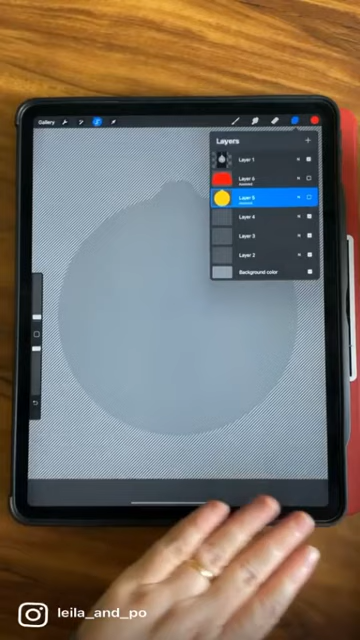 Gallery
Layers
Layer 1
Layer 6
Layer 5
Layer 4
Layer 3
Layer 2
Background color
leila_and_po